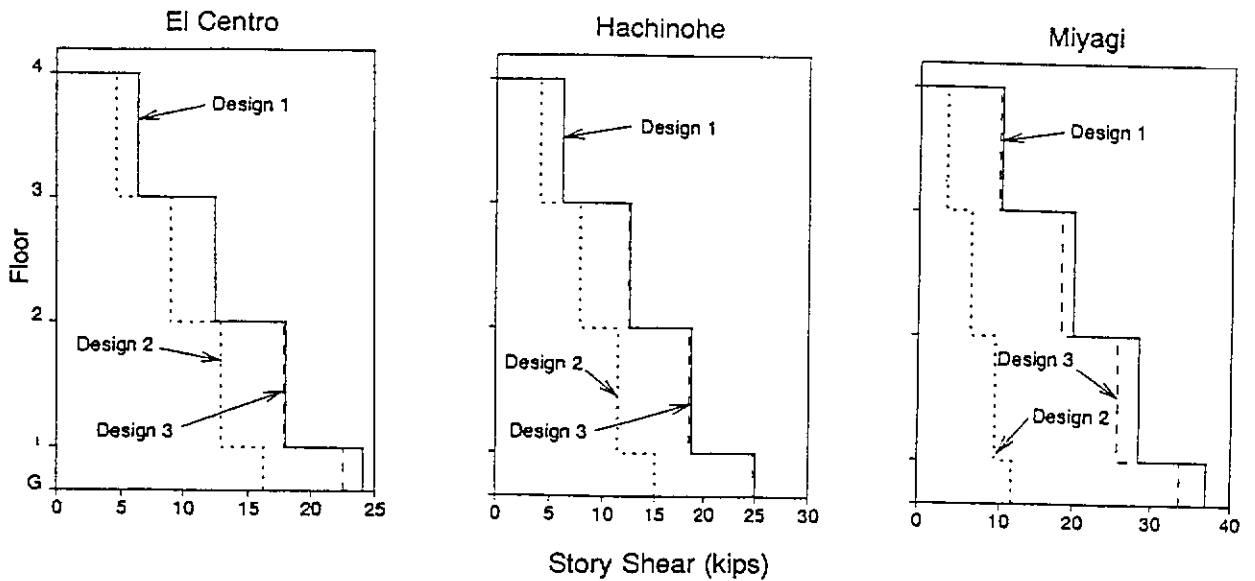 El Centro
Hachinohe
Miyagi
Floor
4
3
2
1
G
Design 1
Design 2
Design 3
0 5 10 15 20 25
Design 1
Design 2
Design 3
0 5 10 15 20 25 30
Design 1
Design 3
Design 2
0 10 20 30 40
Story Shear (kips)